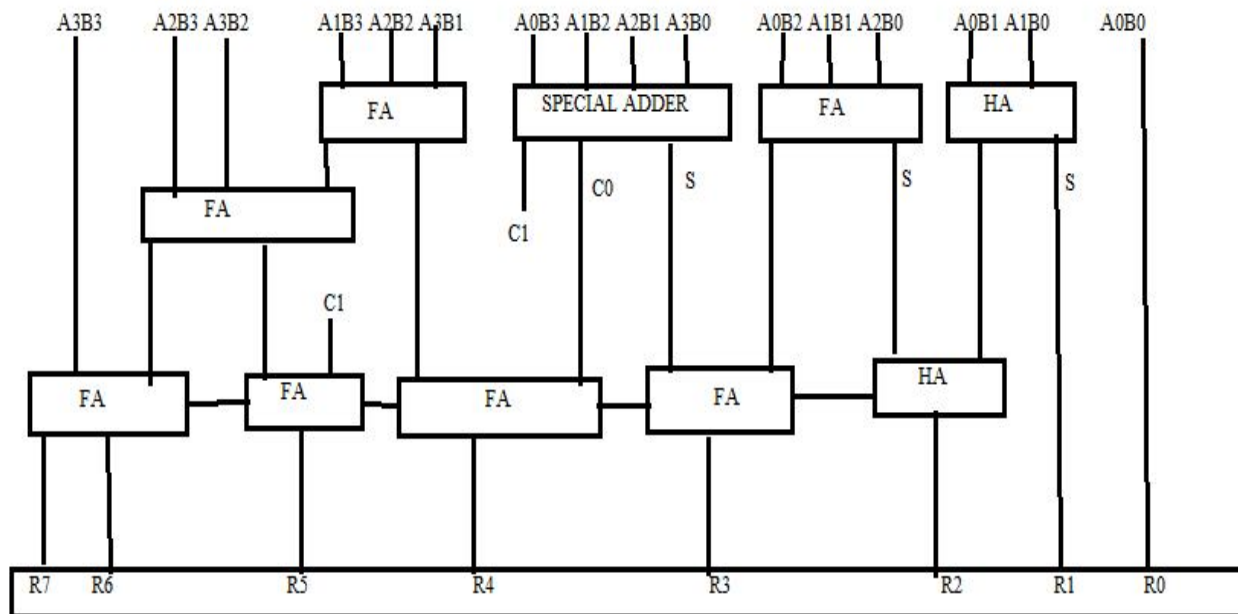 A3B3 A2B3 A3B2 A1B3 A2B2 A3B1 A0B3 A1B2 A2B1 A3B0 A0B2 A1B1 A2B0 A0B1 A1B0 A0B0
FA SPECIAL ADDER FA HA
C0 S S S
FA
C1
C1
FA FA FA FA HA
R7 R6 R5 R4 R3 R2 R1 R0